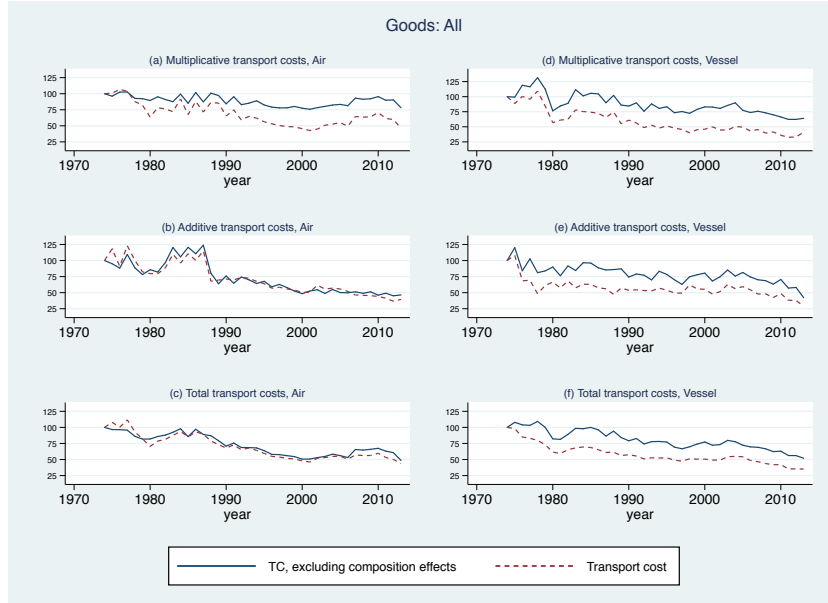 Goods: All
(a) Multiplicative transport costs, Air
125
100
75
50
25
1970 1980 1990 2000 2010
year
(d) Multiplicative transport costs, Vessel
125
100
75
50
25
1970 1980 1990 2000 2010
year
(b) Additive transport costs, Air
125
100
75
50
25
1970 1980 1990 2000 2010
year
(e) Additive transport costs, Vessel
125
100
75
50
25
1970 1980 1990 2000 2010
year
(c) Total transport costs, Air
125
100
75
50
25
1970 1980 1990 2000 2010
year
(f) Total transport costs, Vessel
125
100
75
50
25
1970 1980 1990 2000 2010
year
TC, excluding composition effects
Transport cost